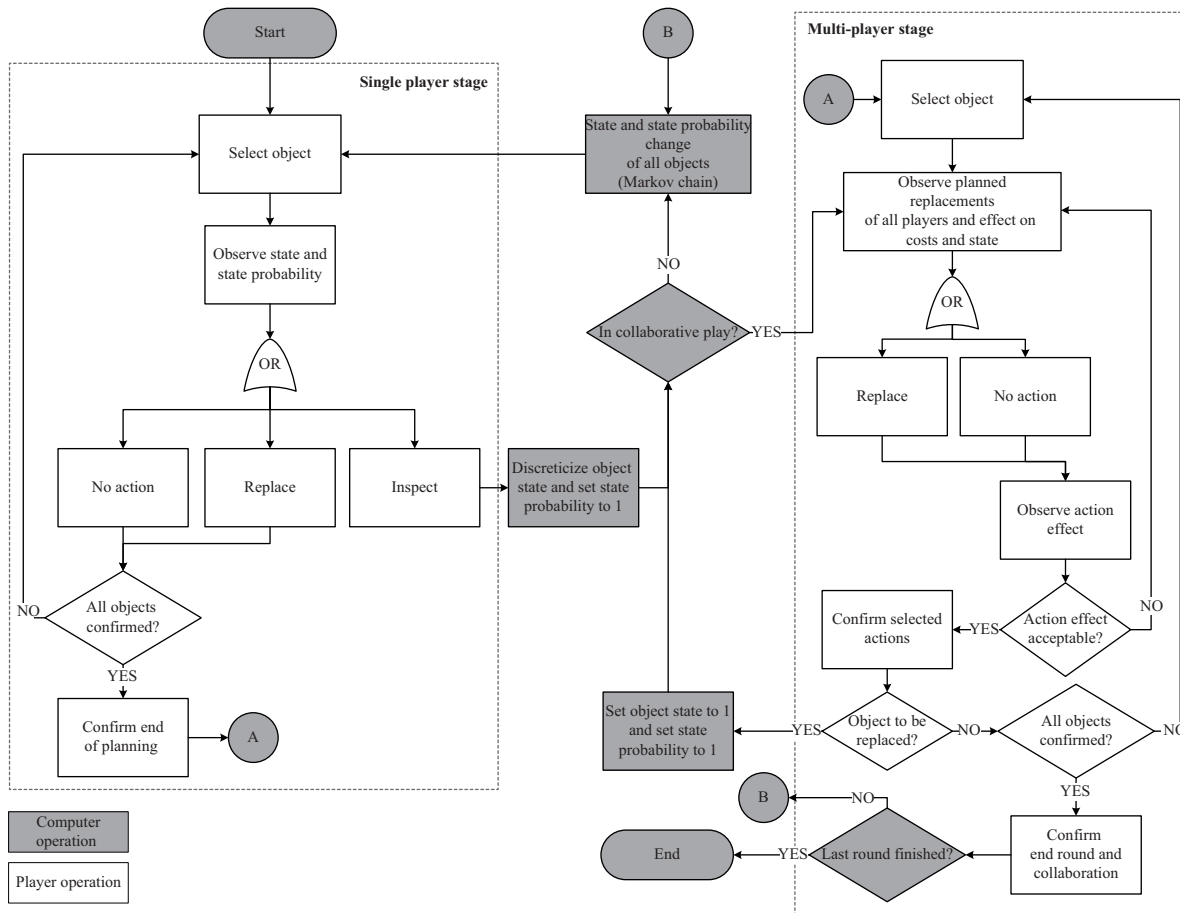 Start
Single player stage
Select object
Observe state and
state probability
OR
No action
Replace
Inspect
All objects
confirmed?
NO
YES
Confirm end
of planning
A
Computer
operation
Player operation
B
State and state probability
change
of all objects
(Markov chain)
NO
In collaborative play?
YES
Discreticize object
state and set state
probability to 1
Set object state to 1
and set state
probability to 1
Multi-player stage
A
Select object
Observe planned
replacements
of all players and effect on
costs and state
OR
Replace
No action
Observe action
effect
Action effect
acceptable?
NO
YES
Confirm selected
actions
Object to be
replaced?
YES
NO
All objects
confirmed?
NO
YES
Confirm
end round and
collaboration
Last round finished?
NO
B
YES
End